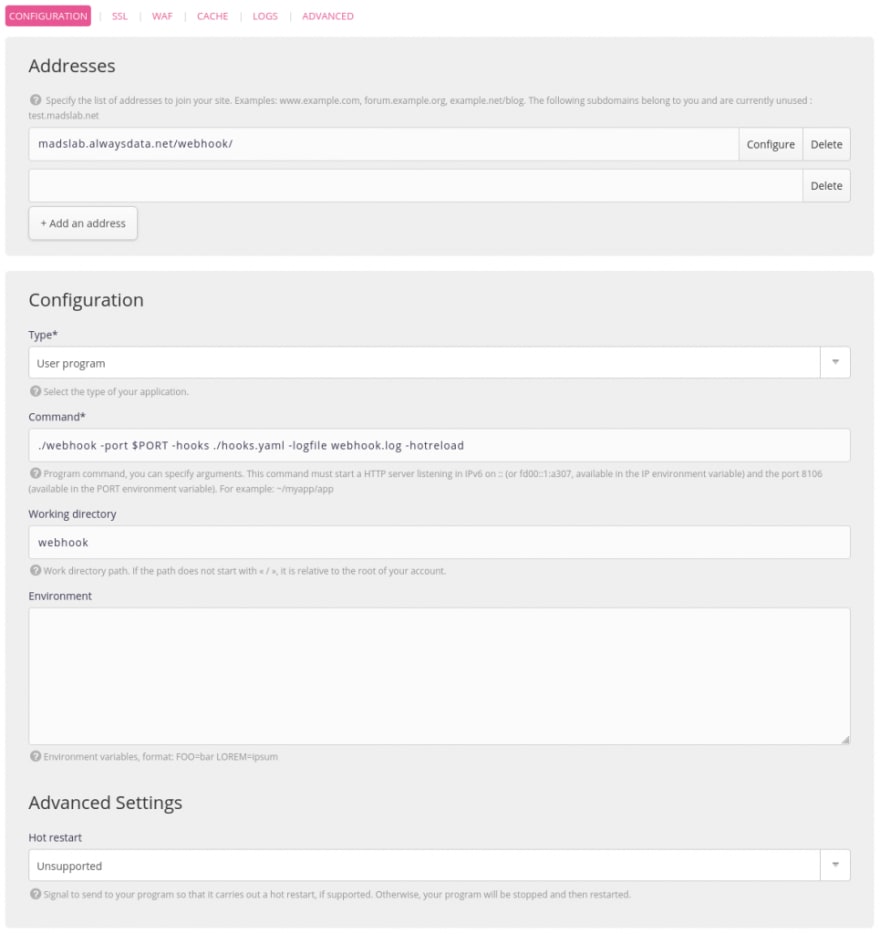 CONFIGURATION | SSL | WAF | CACHE | LOGS | ADVANCED
Addresses
Specify the list of addresses to join your site. Examples: www.example.com, forum.example.org, example.net/blog. The following subdomains belong to you and are currently unused :
test.madslab.net
madslab.alwaysdata.net/webhook/ Configure Delete
Delete
+ Add an address
Configuration
Type*
User program
Select the type of your application.
Command*
./webhook -port $PORT -hooks ./hooks.yaml -logfile webhook.log -hotreload
Program command, you can specify arguments. This command must start a HTTP server listening in IPv6 on :: (or fd00::1:a307, available in the IP environment variable) and the port 8106
(available in the PORT environment variable). For example: ~/myapp/app
Working directory
webhook
Work directory path. If the path does not start with « / », it is relative to the root of your account.
Environment
Environment variables, format: FOO=bar LOREM=ipsum
Advanced Settings
Hot restart
Unsupported
Signal to send to your program so that it carries out a hot restart, if supported. Otherwise, your program will be stopped and then restarted.